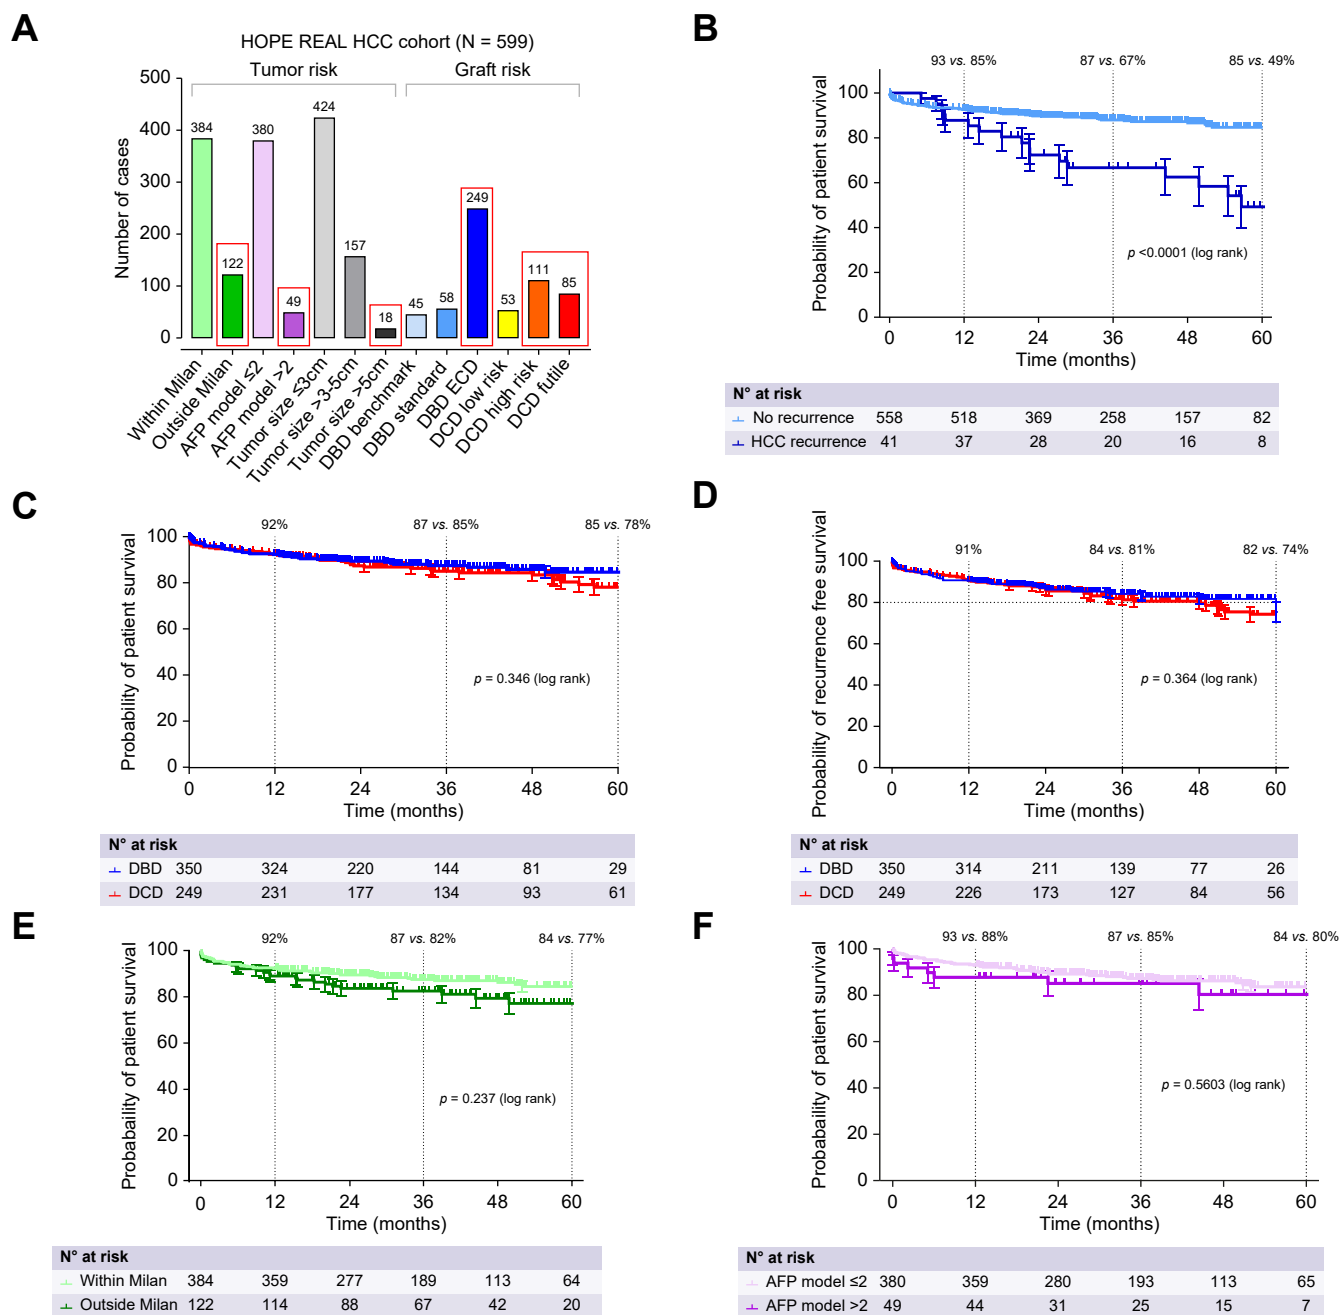 A
HOPE REAL HCC cohort (N = 599)
Tumor risk Graft risk
Number of cases
500
400
300
200
100
0
384
122
380
49
424
157
18
45
58
249
53
111
85
Within Milan
Outside Milan
AFP model ≤2
AFP model >2
Tumor size ≤3cm
Tumor size >3-5cm
Tumor size >5cm
DBD benchmark
DBD standard
DBD ECD
DCD low risk
DCD high risk
DCD futile
B
93 vs. 85% 87 vs. 67% 85 vs. 49%
Probability of patient survival
100
80
60
40
20
0
p <0.0001 (log rank)
0 12 24 36 48 60
Time (months)
N° at risk
No recurrence 558 518 369 258 157 82
HCC recurrence 41 37 28 20 16 8
C
92% 87 vs. 85% 85 vs. 78%
Probability of patient survival
100
80
60
40
20
0
p = 0.346 (log rank)
0 12 24 36 48 60
Time (months)
N° at risk
DBD 350 324 220 144 81 29
DCD 249 231 177 134 93 61
D
91% 84 vs. 81% 82 vs. 74%
Probability of recurrence free survival
100
80
60
40
20
0
p = 0.364 (log rank)
0 12 24 36 48 60
Time (months)
N° at risk
DBD 350 314 211 139 77 26
DCD 249 226 173 127 84 56
E
92% 87 vs. 82% 84 vs. 77%
Probabaility of patient survival
100
80
60
40
20
0
p = 0.237 (log rank)
0 12 24 36 48 60
Time (months)
N° at risk
Within Milan 384 359 277 189 113 64
Outside Milan 122 114 88 67 42 20
F
93 vs. 88% 87 vs. 85% 84 vs. 80%
Probabaility of patient survival
100
80
60
40
20
0
p = 0.5603 (log rank)
0 12 24 36 48 60
Time (months)
N° at risk
AFP model ≤2 380 359 280 193 113 65
AFP model >2 49 44 31 25 15 7